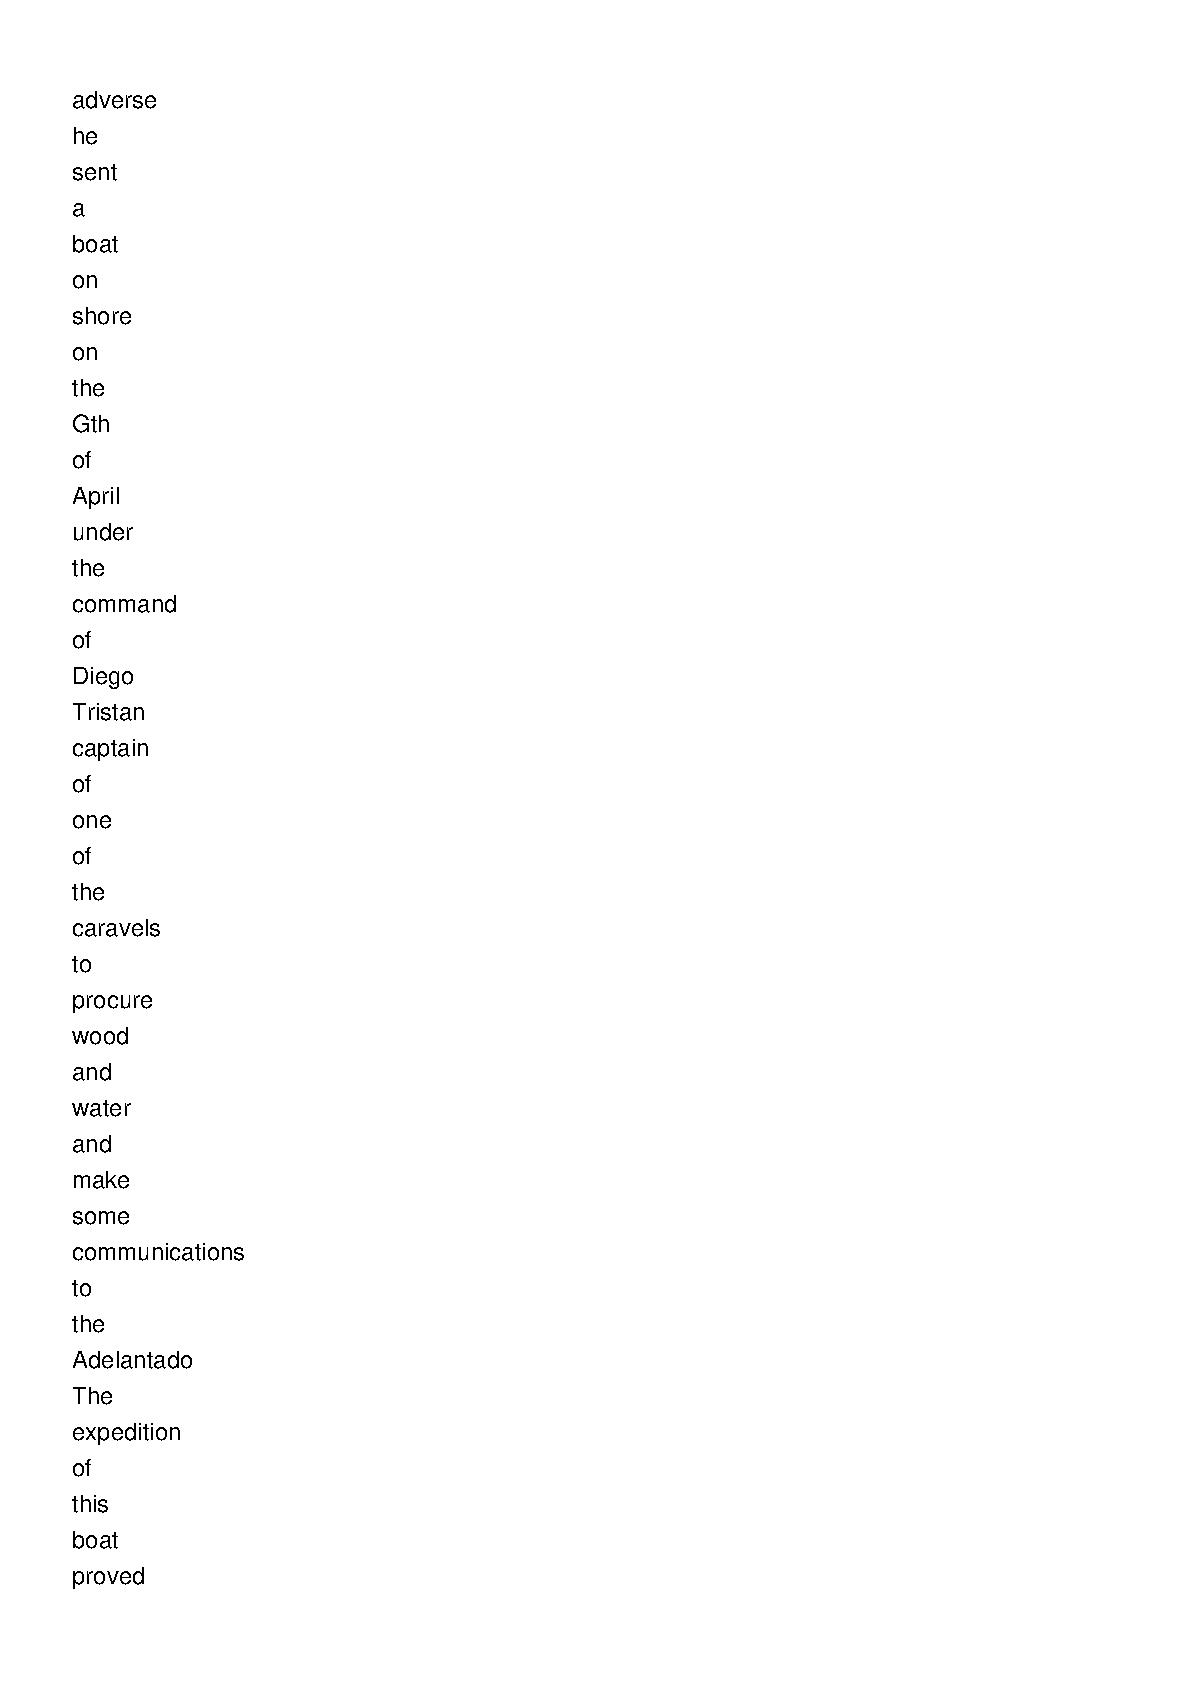 adverse
he
sent
a
boat
on
shore
on
the
Gth
of
April
under
the
command
of
Diego
Tristan
captain
of
one
of
the
caravels
to
procure
wood
and
water
and
make
some
communications
to
the
Adelantado
The
expedition
of
this
boat
proved